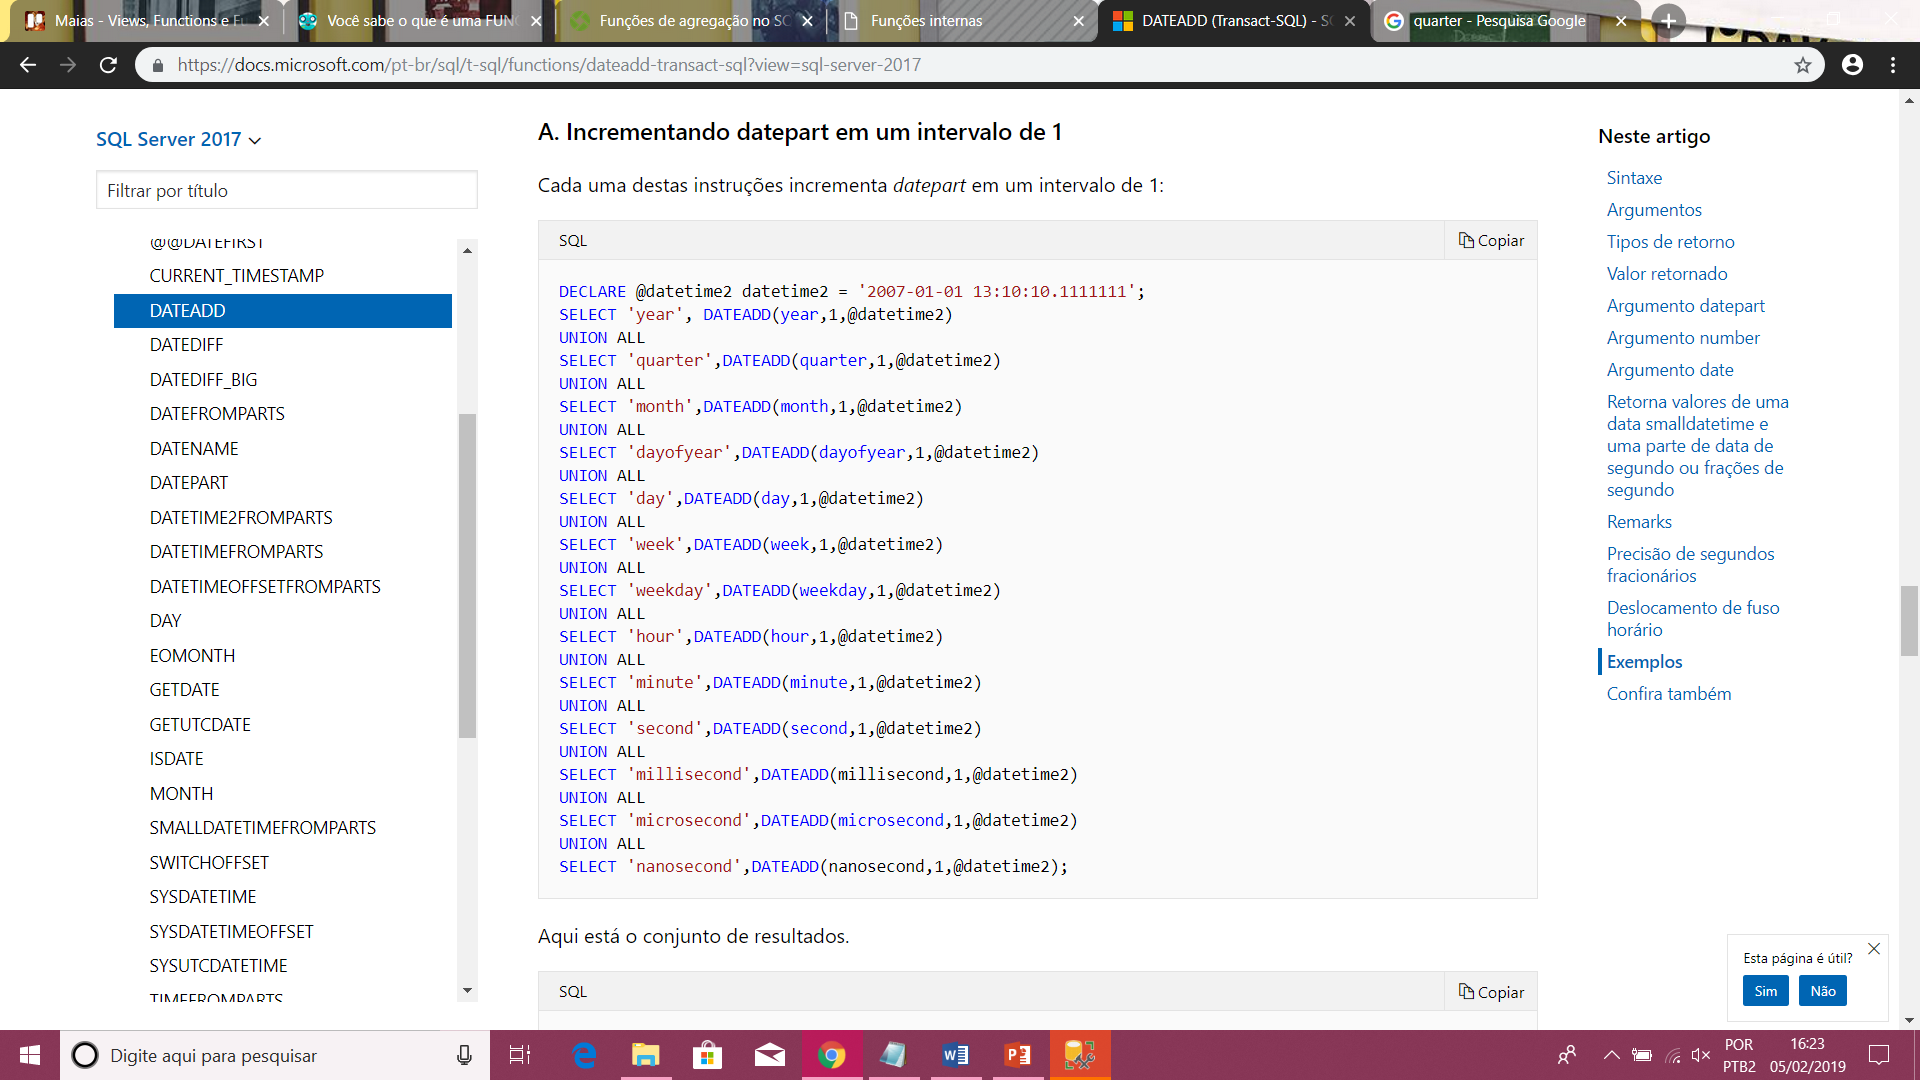 Maias - Views, Functions e Fu
Você sabe o que é uma FUNC
Funções de agregação no SQ
Funções internas
DATEADD (Transact-SQL) - SQ
quarter - Pesquisa Google
https://docs.microsoft.com/pt-br/sql/t-sql/functions/dateadd-transact-sql?view=sql-server-2017
SQL Server 2017
Filtrar por título
@@DATEFIRST
CURRENT_TIMESTAMP
DATEADD
DATEDIFF
DATEDIFF_BIG
DATEFROMPARTS
DATENAME
DATEPART
DATETIME2FROMPARTS
DATETIMEFROMPARTS
DATETIMEOFFSETFROMPARTS
DAY
EOMONTH
GETDATE
GETUTCDATE
ISDATE
MONTH
SMALLDATETIMEFROMPARTS
SWITCHOFFSET
SYSDATETIME
SYSDATETIMEOFFSET
SYSUTCDATETIME
TIMEFROMPARTS
A. Incrementando datepart em um intervalo de 1
Cada uma destas instruções incrementa datepart em um intervalo de 1:
SQL
Copiar
DECLARE @datetime2 datetime2 = '2007-01-01 13:10:10.1111111';
SELECT 'year', DATEADD(year,1,@datetime2)
UNION ALL
SELECT 'quarter',DATEADD(quarter,1,@datetime2)
UNION ALL
SELECT 'month',DATEADD(month,1,@datetime2)
UNION ALL
SELECT 'dayofyear',DATEADD(dayofyear,1,@datetime2)
UNION ALL
SELECT 'day',DATEADD(day,1,@datetime2)
UNION ALL
SELECT 'week',DATEADD(week,1,@datetime2)
UNION ALL
SELECT 'weekday',DATEADD(weekday,1,@datetime2)
UNION ALL
SELECT 'hour',DATEADD(hour,1,@datetime2)
UNION ALL
SELECT 'minute',DATEADD(minute,1,@datetime2)
UNION ALL
SELECT 'second',DATEADD(second,1,@datetime2)
UNION ALL
SELECT 'millisecond',DATEADD(millisecond,1,@datetime2)
UNION ALL
SELECT 'microsecond',DATEADD(microsecond,1,@datetime2)
UNION ALL
SELECT 'nanosecond',DATEADD(nanosecond,1,@datetime2);
Aqui está o conjunto de resultados.
SQL
Copiar
Neste artigo
Sintaxe
Argumentos
Tipos de retorno
Valor retornado
Argumento datepart
Argumento number
Argumento date
Retorna valores de uma
data smalldatetime e
uma parte de data de
segundo ou frações de
segundo
Remarks
Precisão de segundos
fracionários
Deslocamento de fuso
horário
Exemplos
Confira também
Esta página é útil?
Sim
Não
Digite aqui para pesquisar
POR
PTB2
16:23
05/02/2019